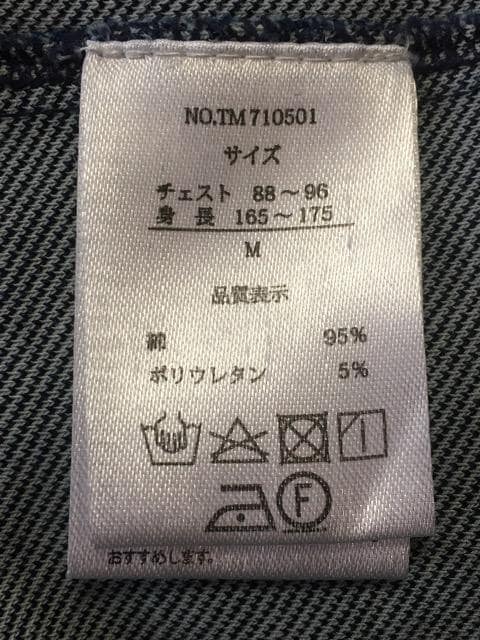 NO.TM710501
サイズ
チェスト 88～96
身 長 165～175
M
品質表示
綿 95%
ポリウレタン 5%
F
おすすめします。